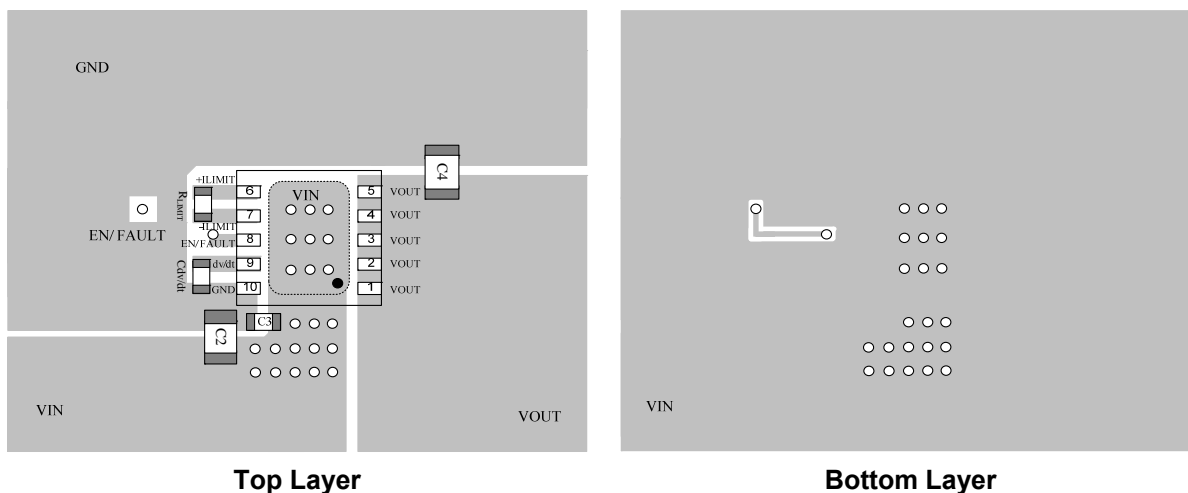 GND
+ILIMIT
6
VIN
5 VOUT
RLIMIT
7
4 VOUT
-ILIMIT
EN/FAULT
8
3 VOUT
EN/ FAULT
Cdv/dt
dv/dt
9
2 VOUT
GND
10
1 VOUT
C4
C2
C3
VIN
VOUT
VIN
Top Layer
Bottom Layer